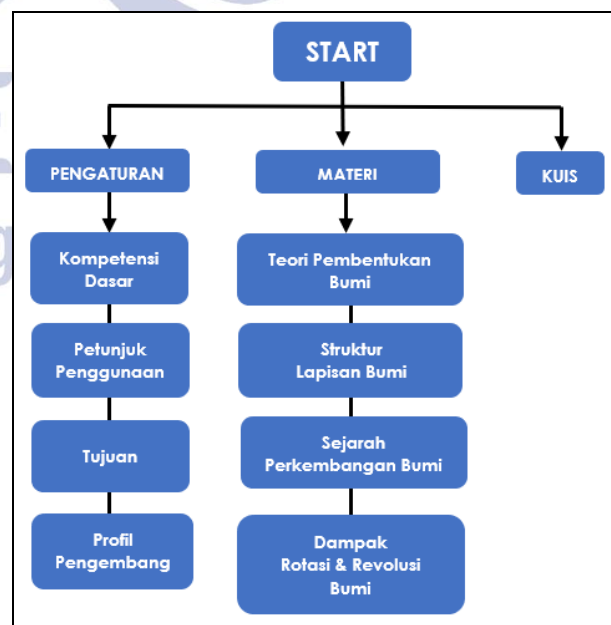 START
PENGATURAN
MATERI
KUIS
Kompetensi
Dasar
Petunjuk
Penggunaan
Tujuan
Profil
Pengembang
Teori Pembentukan
Bumi
Struktur
Lapisan Bumi
Sejarah
Perkembangan Bumi
Dampak
Rotasi & Revolusi
Bumi